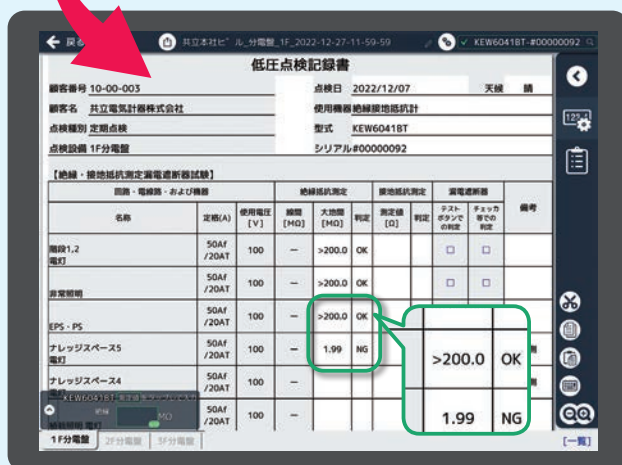 共立本社ﾋﾞﾙ_分電盤_1F_2022-12-27-11-59-59
KEW6041BT-#00000092
低圧点検記録書
顧客番号 10-00-003 点検日 2022/12/07 天候 晴
顧客名 共立電気計器株式会社 使用機器 絶縁接地抵抗計
点検種別 定期点検 型式 KEW6041BT
点検設備 1F分電盤 シリアル #00000092
【絶縁・接地抵抗測定漏電遮断器試験】
回路・電線路・および機器 絶縁抵抗測定 接地抵抗測定 漏電遮断器 備考
名称 定格(A) 使用電圧[V] 線間[MΩ] 大地間[MΩ] 判定 測定値[Ω] 判定 テストボタンでの判定 チェッカ等での判定
階段1,2 電灯 50Af/20AT 100 − >200.0 OK
非常照明 50Af/20AT 100 − >200.0 OK
EPS・PS 50Af/20AT 100 − >200.0 OK
ナレッジスペース5 電灯 50Af/20AT 100 − 1.99 NG
ナレッジスペース4 50Af/20AT 100 −
50Af/20AT 100 −
>200.0 OK
1.99 NG
KEW6041BT
絶縁 MΩ
1F分電盤 2F分電盤 3F分電盤 [一覧]